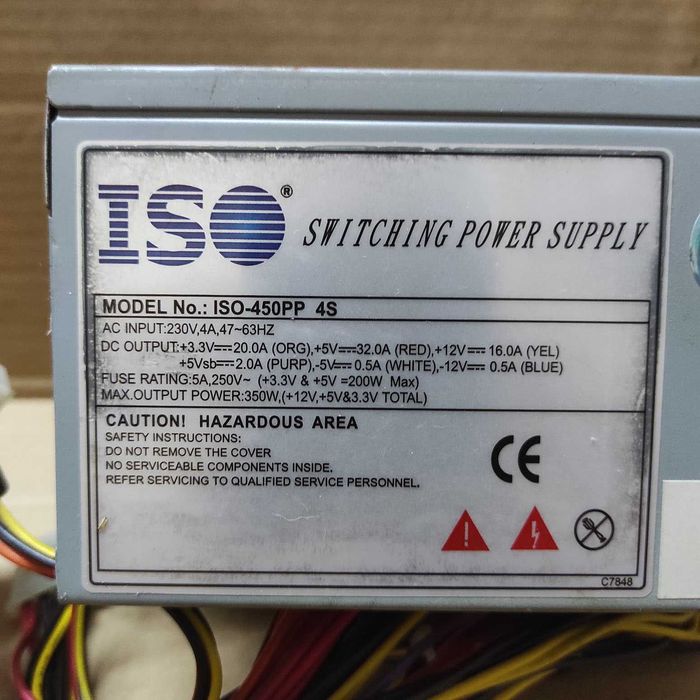 ISO®
SWITCHING POWER SUPPLY
MODEL No.: ISO-450PP 4S
AC INPUT:230V,4A,47~63HZ
DC OUTPUT:+3.3V⎓20.0A (ORG),+5V⎓32.0A (RED),+12V⎓16.0A (YEL)
+5Vsb⎓2.0A (PURP),-5V⎓0.5A (WHITE),-12V⎓0.5A (BLUE)
FUSE RATING:5A,250V~ (+3.3V & +5V =200W Max)
MAX.OUTPUT POWER:350W,(+12V,+5V&3.3V TOTAL)
CAUTION! HAZARDOUS AREA
SAFETY INSTRUCTIONS:
DO NOT REMOVE THE COVER
NO SERVICEABLE COMPONENTS INSIDE.
REFER SERVICING TO QUALIFIED SERVICE PERSONNEL.
CE
C7848